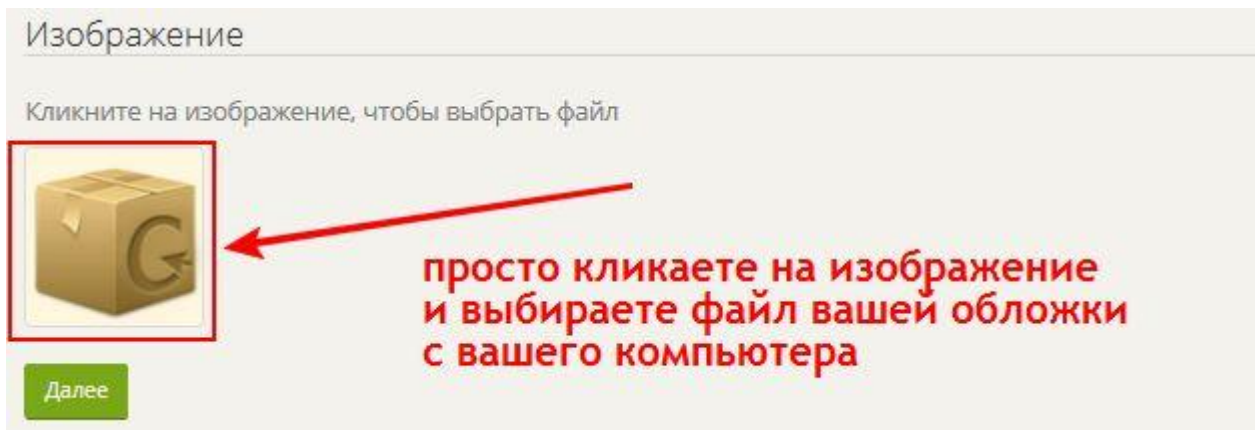 Изображение
Кликните на изображение, чтобы выбрать файл
просто кликаете на изображение
и выбираете файл вашей обложки
с вашего компьютера
Далее